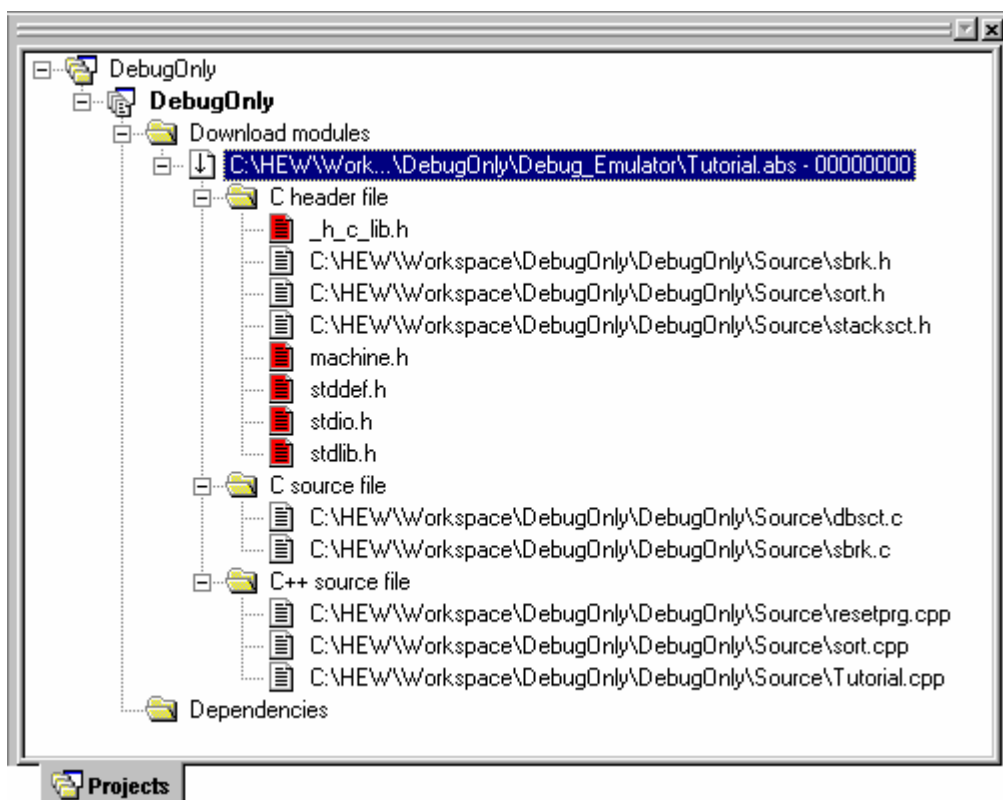 DebugOnly
DebugOnly
Download modules
C:\HEW\Work...\DebugOnly\Debug_Emulator\Tutorial.abs - 00000000
C header file
_h_c_lib.h
C:\HEW\Workspace\DebugOnly\DebugOnly\Source\sbrk.h
C:\HEW\Workspace\DebugOnly\DebugOnly\Source\sort.h
C:\HEW\Workspace\DebugOnly\DebugOnly\Source\stacksct.h
machine.h
stddef.h
stdio.h
stdlib.h
C source file
C:\HEW\Workspace\DebugOnly\DebugOnly\Source\dbsct.c
C:\HEW\Workspace\DebugOnly\DebugOnly\Source\sbrk.c
C++ source file
C:\HEW\Workspace\DebugOnly\DebugOnly\Source\resetprg.cpp
C:\HEW\Workspace\DebugOnly\DebugOnly\Source\sort.cpp
C:\HEW\Workspace\DebugOnly\DebugOnly\Source\Tutorial.cpp
Dependencies
Projects